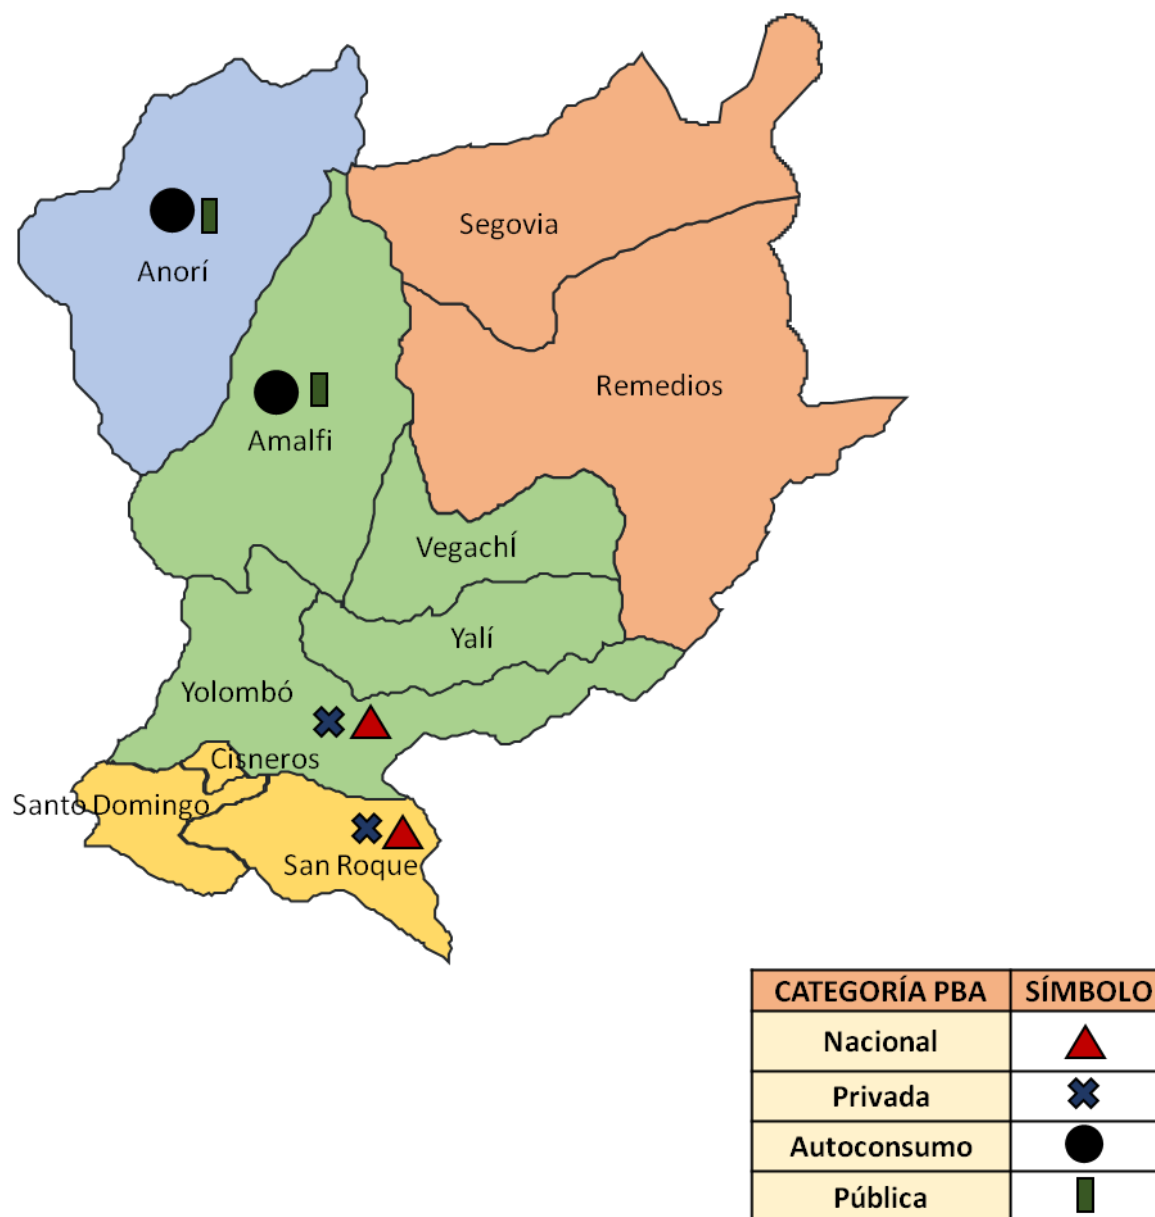 Segovia
Anorí
Remedios
Amalfi
VegachÍ
Yalí
Yolombó
Cisneros
Santo Domingo
San Roque
CATEGORÍA PBA SÍMBOLO
Nacional
Privada
Autoconsumo
Pública